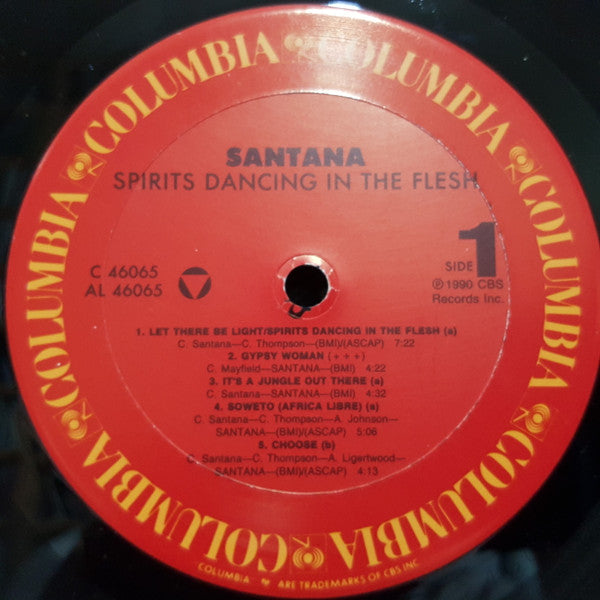 COLUMBIA COLUMBIA COLUMBIA COLUMBIA COLUMBIA COLUMBIA COLUMBIA COLUMBIA
SANTANA
SPIRITS DANCING IN THE FLESH
C 46065
AL 46065
SIDE 1
℗ 1990 CBS
Records Inc.
1. LET THERE BE LIGHT/SPIRITS DANCING IN THE FLESH (a)
C. Santana—C. Thompson—(BMI)/(ASCAP) 7:22
2. GYPSY WOMAN (+++)
C. Mayfield—SANTANA—(BMI) 4:22
3. IT'S A JUNGLE OUT THERE (a)
C. Santana—SANTANA—(BMI) 4:32
4. SOWETO (AFRICA LIBRE) (a)
C. Santana—C. Thompson—A. Johnson—
SANTANA—(BMI)/(ASCAP) 5:06
5. CHOOSE (b)
C. Santana—C. Thompson—A. Ligertwood—
SANTANA—(BMI)/(ASCAP) 4:13
COLUMBIA ARE TRADEMARKS OF CBS INC.